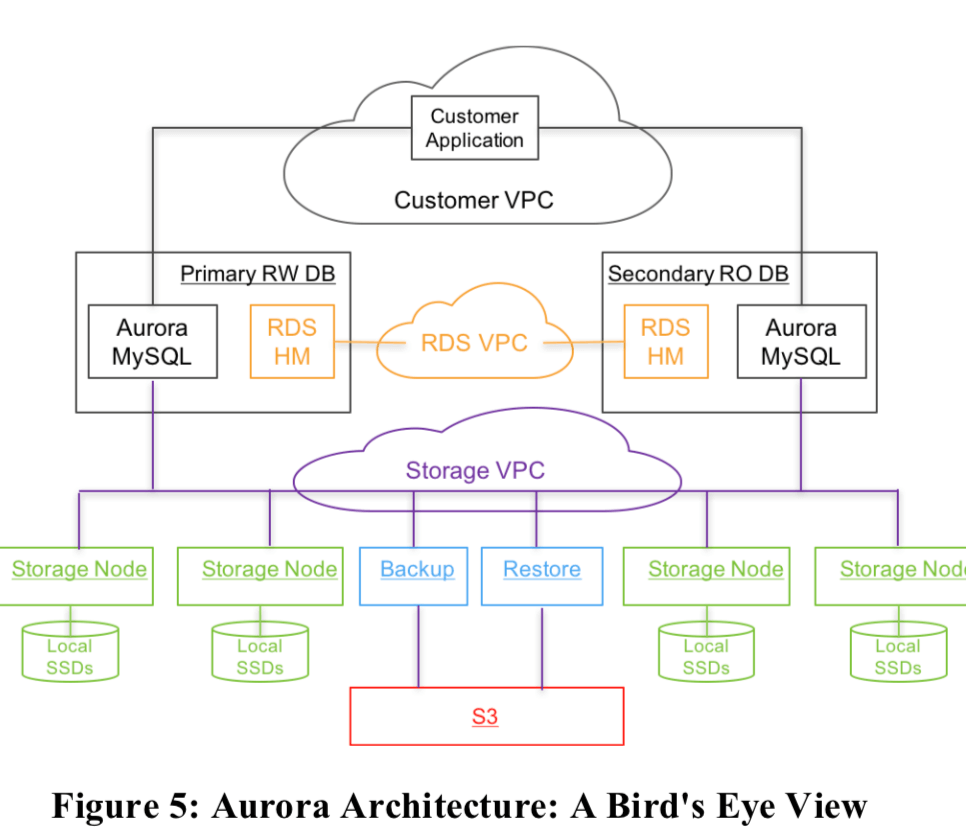 Customer
Application
Customer VPC
Primary RW DB
Secondary RO DB
Aurora
MySQL
RDS
HM
RDS VPC
RDS
HM
Aurora
MySQL
Storage VPC
Storage Node
Storage Node
Backup
Restore
Storage Node
Storage Node
Local
SSDs
Local
SSDs
Local
SSDs
Local
SSDs
S3
Figure 5: Aurora Architecture: A Bird's Eye View